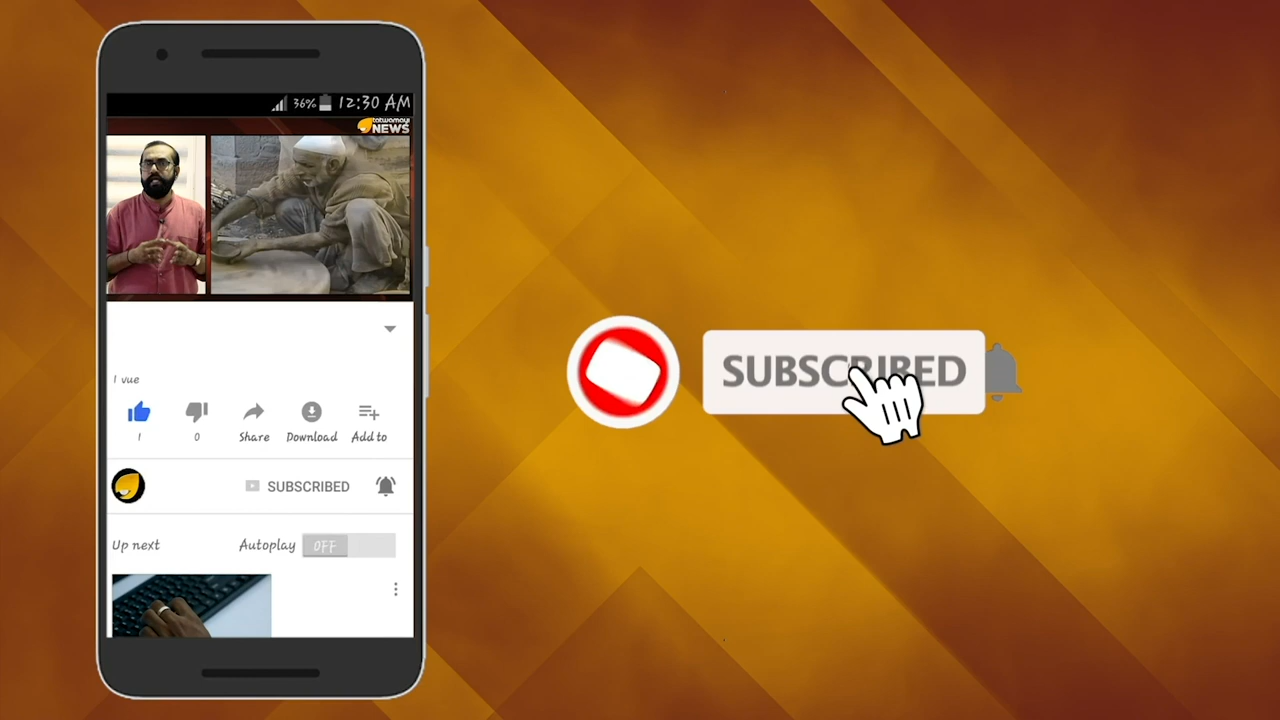 36% 12:30 AM
tatwamayi
NEWS
1 vue
1
0
Share
Download
Add to
SUBSCRIBED
Up next
Autoplay
OFF
SUBSCRIBED